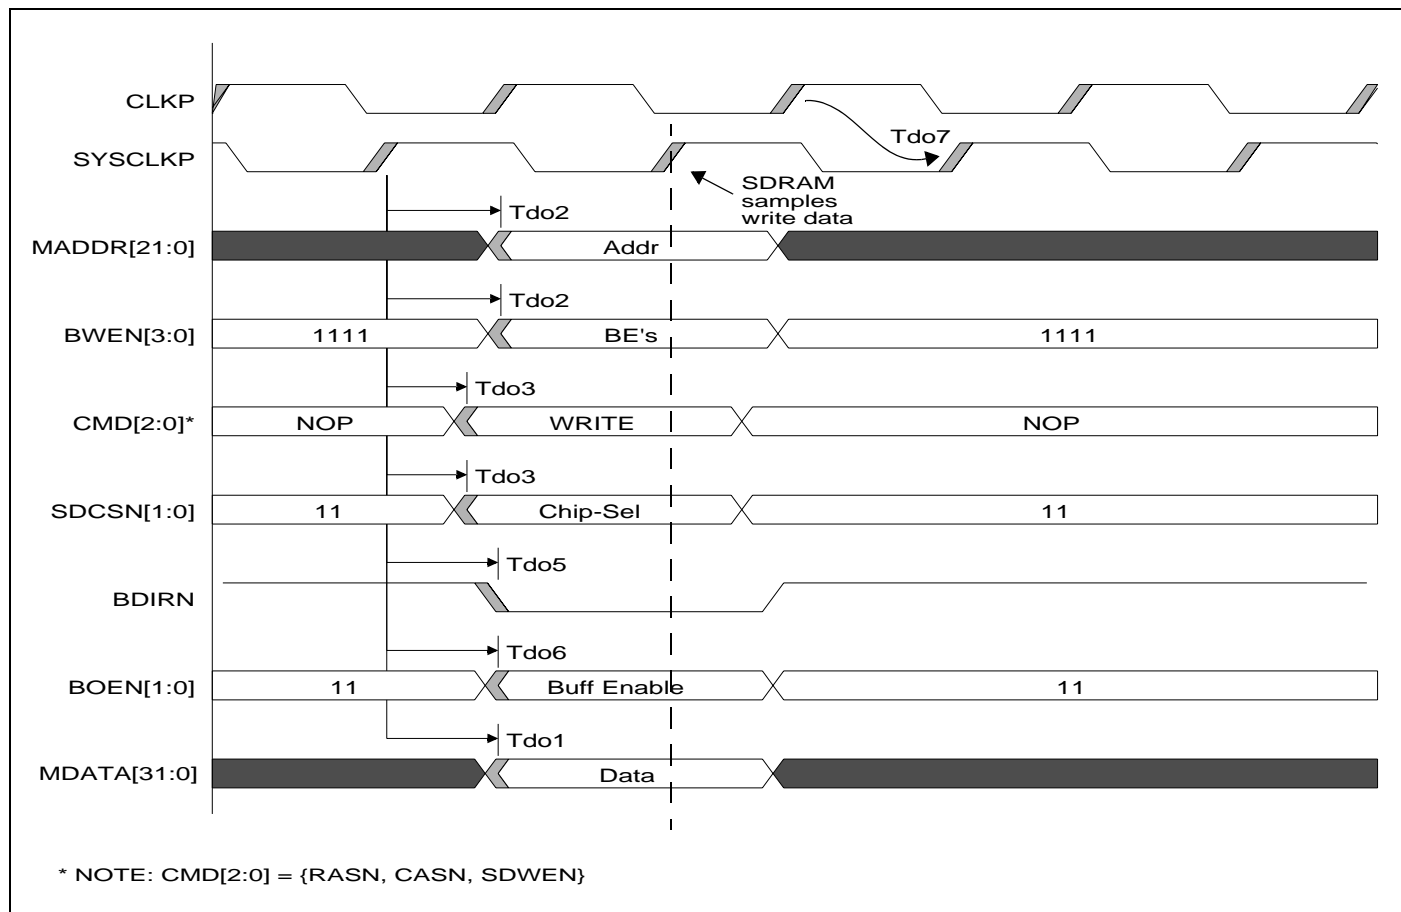 CLKP
Tdo7
SYSCLKP
SDRAM
samples
write data
Tdo2
MADDR[21:0]
Addr
Tdo2
BWEN[3:0]
1111
BE's
1111
Tdo3
CMD[2:0]*
NOP
WRITE
NOP
Tdo3
SDCSN[1:0]
11
Chip-Sel
11
Tdo5
BDIRN
Tdo6
BOEN[1:0]
11
Buff Enable
11
Tdo1
MDATA[31:0]
Data
* NOTE: CMD[2:0] = {RASN, CASN, SDWEN}